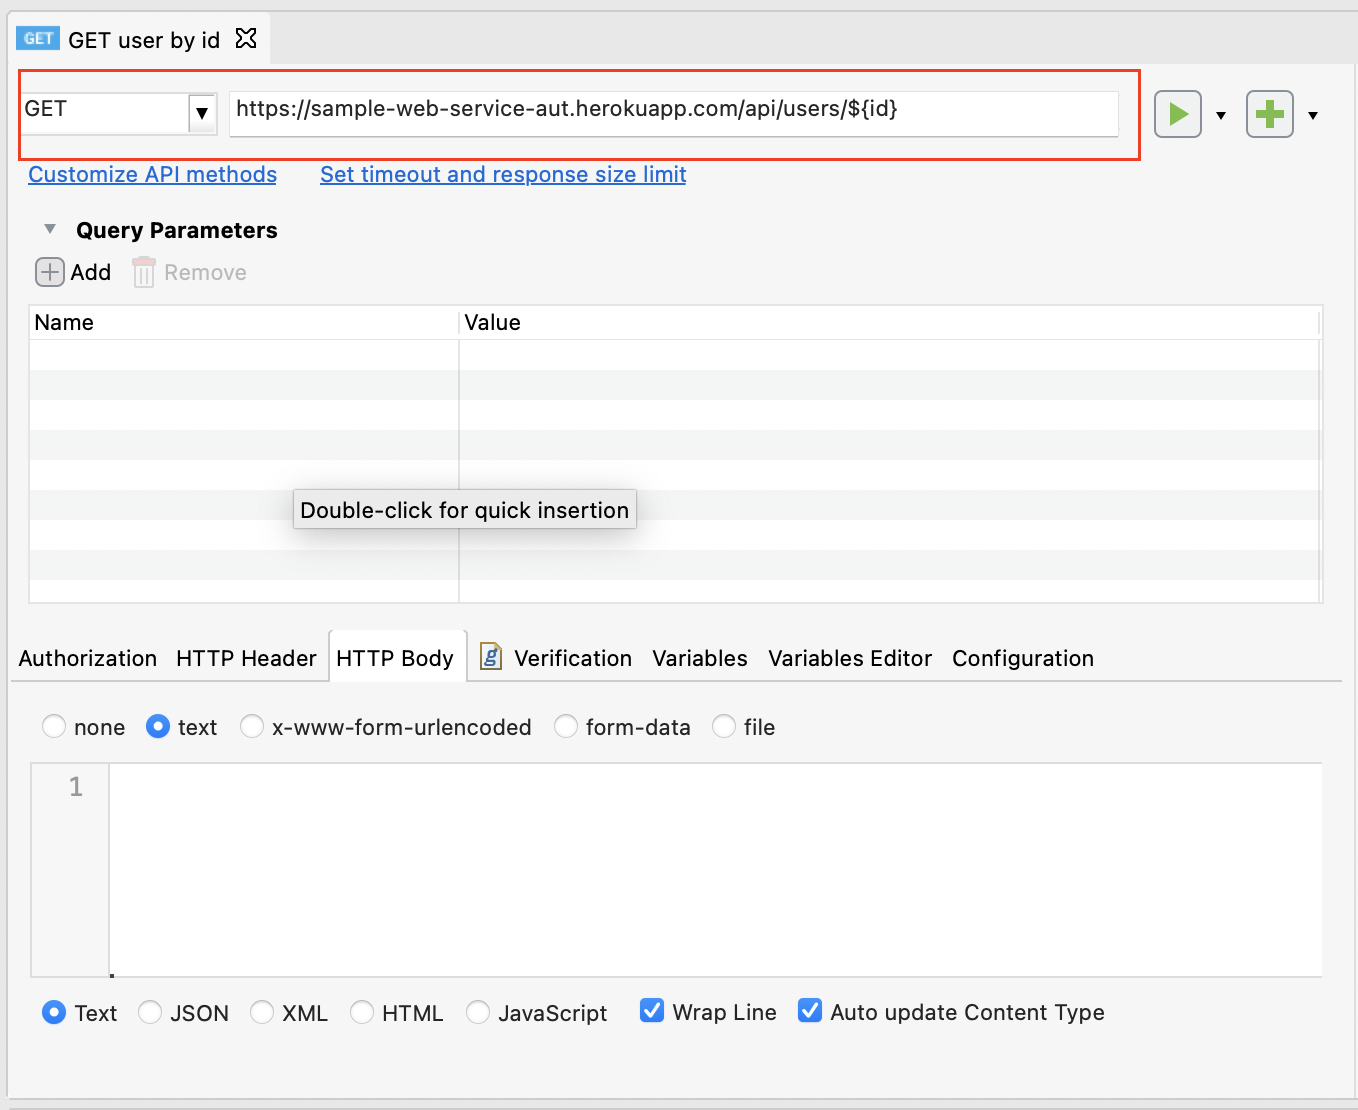 GET GET user by id
GET https://sample-web-service-aut.herokuapp.com/api/users/${id}
Customize API methods Set timeout and response size limit
Query Parameters
Add Remove
Name Value
Double-click for quick insertion
Authorization HTTP Header HTTP Body g Verification Variables Variables Editor Configuration
none text x-www-form-urlencoded form-data file
1
Text JSON XML HTML JavaScript Wrap Line Auto update Content Type